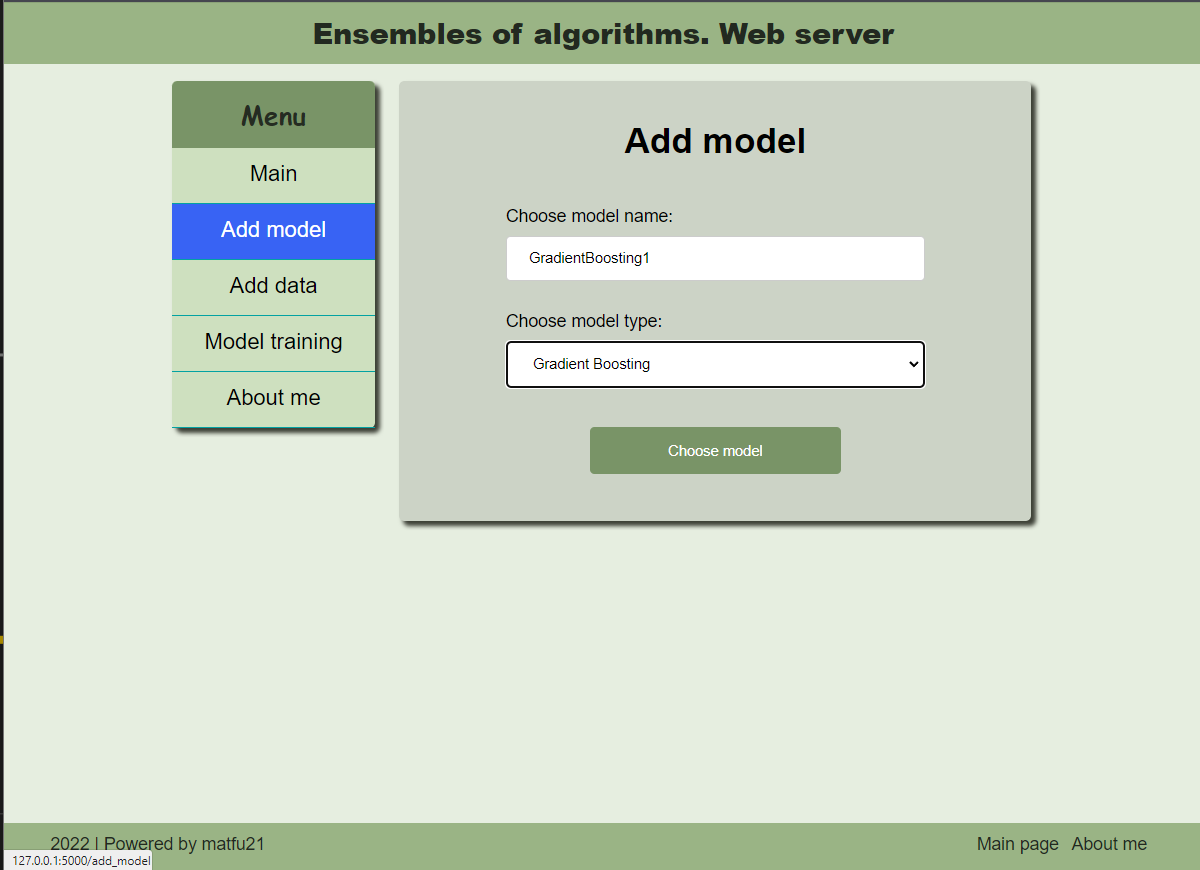 Ensembles of algorithms. Web server
Menu
Main
Add model
Add data
Model training
About me
Add model
Choose model name:
GradientBoosting1
Choose model type:
Gradient Boosting
Choose model
2022 | Powered by matfu21
Main page About me
127.0.0.1:5000/add_model